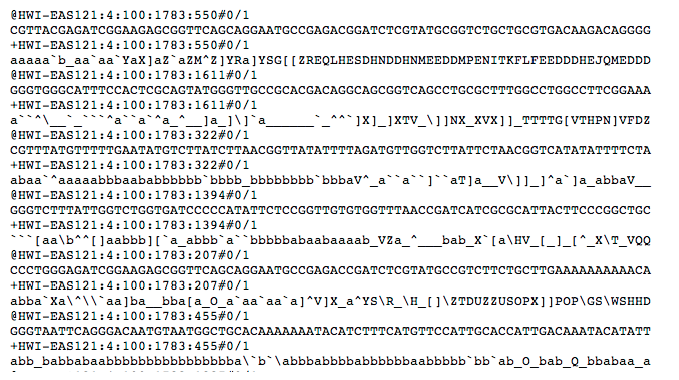 @HWI-EAS121:4:100:1783:550#0/1
CGTTACGAGATCGGAAGAGCGGTTCAGCAGGAATGCCGAGACGGATCTCGTATGCGGTCTGCTGCGTGACAAGACAGGGG
+HWI-EAS121:4:100:1783:550#0/1
aaaaa`b_aa`aa`YaX]aZ`aZM^Z]YRa]YSG[[ZREQLHESDHNDDHNMEEDDMPENITKFLFEEDDDHEJQMEDDD
@HWI-EAS121:4:100:1783:1611#0/1
GGGTGGGCATTTCCACTCGCAGTATGGGTTGCCGCACGACAGGCAGCGGTCAGCCTGCGCTTTGGCCTGGCCTTCGGAAA
+HWI-EAS121:4:100:1783:1611#0/1
a``^\__`_```^a``a`^a_^__]a_]\]`a______`_^^`]X]_]XTV_\]]NX_XVX]]_TTTTG[VTHPN]VFDZ
@HWI-EAS121:4:100:1783:322#0/1
CGTTTATGTTTTTGAATATGTCTTATCTTAACGGTTATATTTTAGATGTTGGTCTTATTCTAACGGTCATATATTTTCTA
+HWI-EAS121:4:100:1783:322#0/1
abaa`^aaaaabbbaababbbbbb`bbbb_bbbbbbbb`bbbaV^_a``a``]``aT]a__V\]]_]^a`]a_abbaV__
@HWI-EAS121:4:100:1783:1394#0/1
GGGTCTTTATTGGTCTGGTGATCCCCCATATTCTCCGGTTGTGTGGTTTAACCGATCATCGCGCATTACTTCCCGGCTGC
+HWI-EAS121:4:100:1783:1394#0/1
```[aa\b^^[]aabbb][`a_abbb`a``bbbbbabaabaaaab_VZa_^___bab_X`[a\HV_[_]_[^_X\T_VQQ
@HWI-EAS121:4:100:1783:207#0/1
CCCTGGGAGATCGGAAGAGCGGTTCAGCAGGAATGCCGAGACCGATCTCGTATGCCGTCTTCTGCTTGAAAAAAAAAACA
+HWI-EAS121:4:100:1783:207#0/1
abba`Xa\^\\`aa]ba__bba[a_O_a`aa`aa`a]^V]X_a^YS\R_\H_[]\ZTDUZZUSOPX]]POP\GS\WSHHD
@HWI-EAS121:4:100:1783:455#0/1
GGGTAATTCAGGGACAATGTAATGGCTGCACAAAAAAATACATCTTTCATGTTCCATTGCACCATTGACAAATACATATT
+HWI-EAS121:4:100:1783:455#0/1
abb_babbabaabbbbbbbbbbbbbbbba\`b`\abbbabbbbabbbbbbaabbbbb`bb`ab_O_bab_Q_bbabaa_a